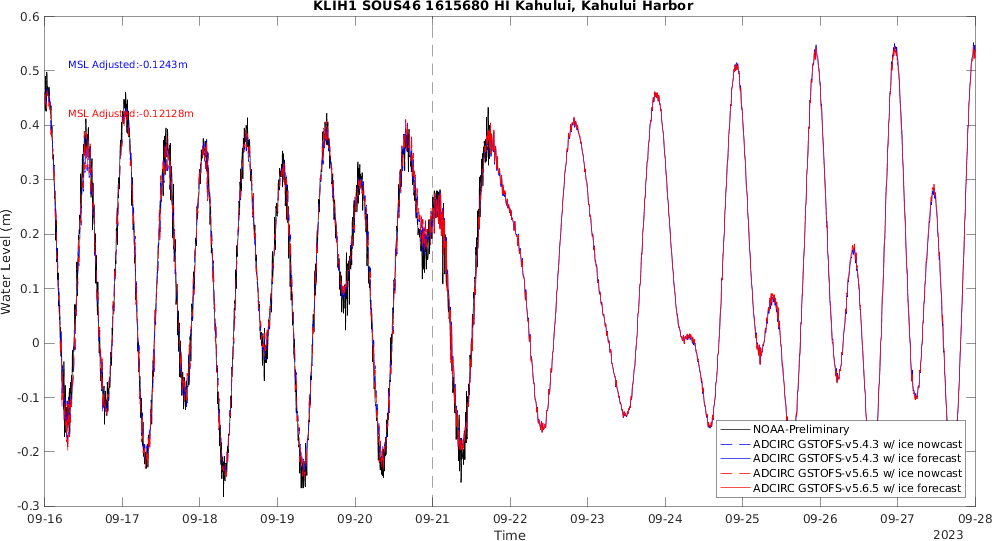 KLIH1 SOUS46 1615680 HI Kahului, Kahului Harbor
0.6
0.5
0.4
0.3
0.2
0.1
0
-0.1
-0.2
-0.3
Water Level (m)
MSL Adjusted:-0.1243m
MSL Adjusted:-0.12128m
NOAA-Preliminary
ADCIRC GSTOFS-v5.4.3 w/ ice nowcast
ADCIRC GSTOFS-v5.4.3 w/ ice forecast
ADCIRC GSTOFS-v5.6.5 w/ ice nowcast
ADCIRC GSTOFS-v5.6.5 w/ ice forecast
09-16 09-17 09-18 09-19 09-20 09-21 09-22 09-23 09-24 09-25 09-26 09-27 09-28
Time
2023